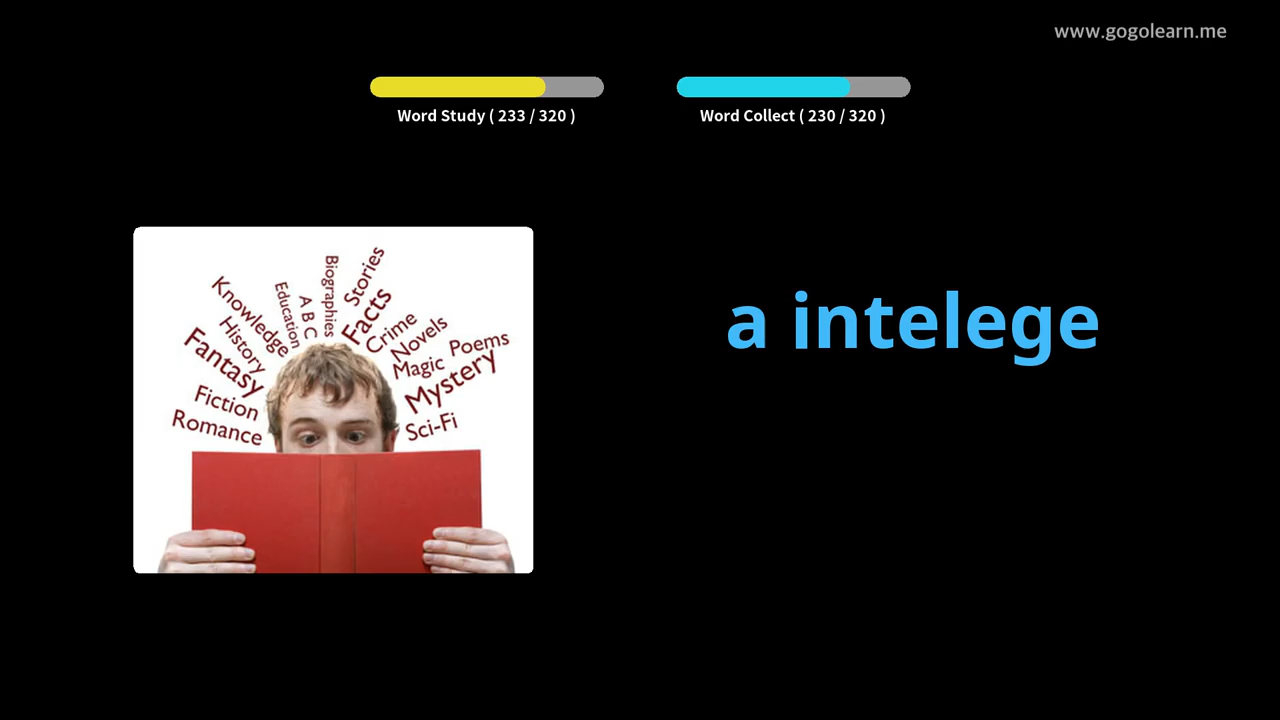 www.gogolearn.me
Word Study ( 233 / 320 )
Word Collect ( 230 / 320 )
a intelege
Knowledge
History
Fantasy
Fiction
Romance
Education
A B C
Biographies
Stories
Facts
Crime
Novels
Magic
Poems
Mystery
Sci-Fi